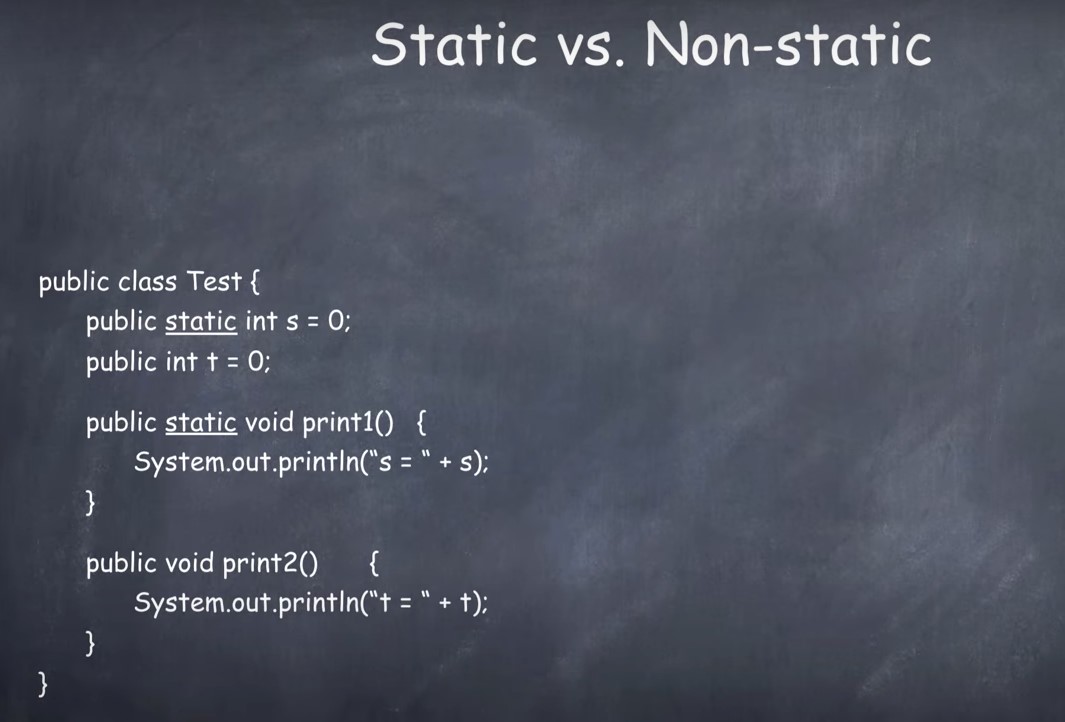 Static vs. Non-static
public class Test {
public static int s = 0;
public int t = 0;
public static void print1() {
System.out.println(“s = “ + s);
}
public void print2() {
System.out.println(“t = “ + t);
}
}